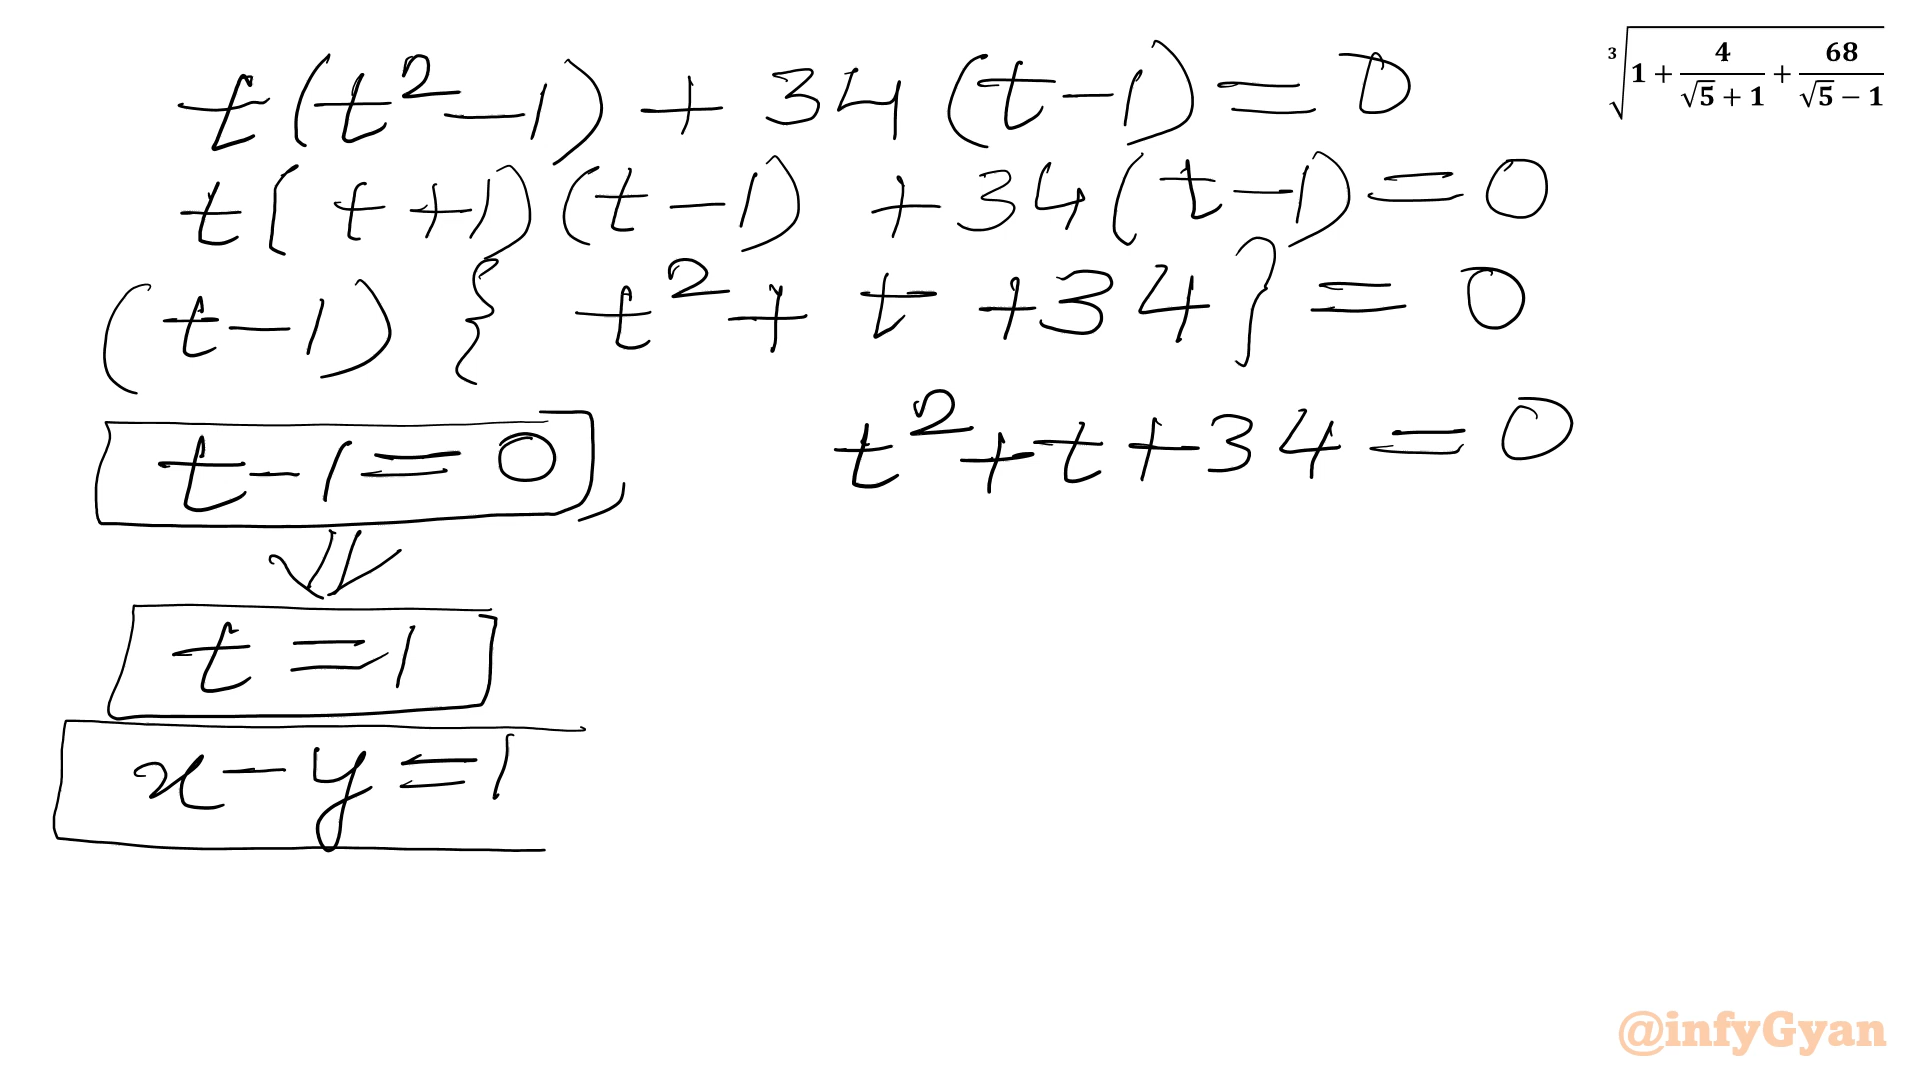 t(t²-1)+34(t-1)=0
t(t+1)(t-1)+34(t-1)=0
(t-1){t²+t+34}=0
t-1=0, t²+t+34=0
⇓
t=1
x-y=1
∛(1 + 4/(√5 + 1) + 68/(√5 − 1))
@infyGyan